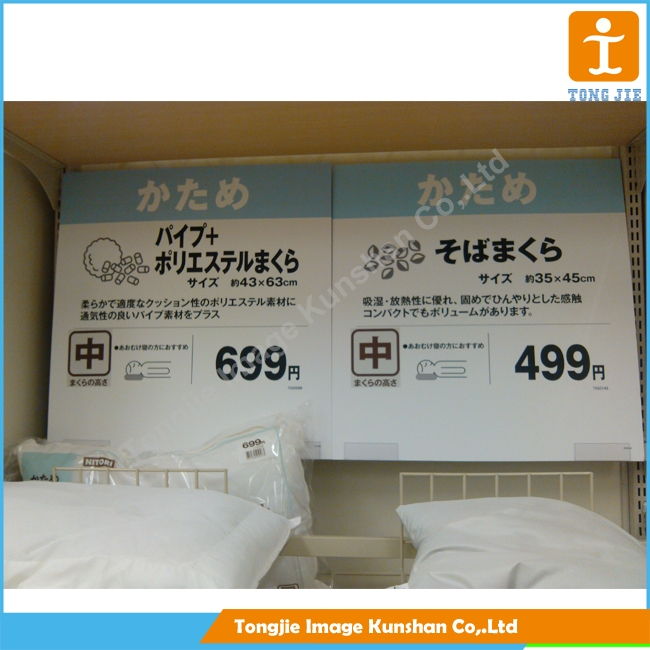 TONG JIE
かため
パイプ+
ポリエステルまくら
サイズ 約43×63cm
柔らかで適度なクッション性のポリエステル素材に
通気性の良いパイプ素材をプラス
中
まくらの高さ
●あおむけ寝の方におすすめ
699円
かため
そばまくら
サイズ 約35×45cm
吸湿・放熱性に優れ、固めでひんやりとした感触
コンパクトでもボリュームがあります。
中
まくらの高さ
●あおむけ寝の方におすすめ
499円
NITORI
かため
699
Tongjie Image Kunshan Co,.Ltd
Tongjie Image Kunshan Co,.Ltd